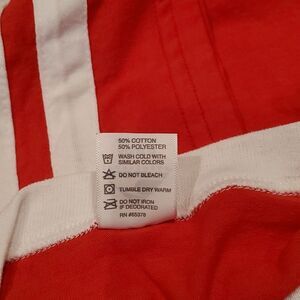 50% COTTON
50% POLYESTER
WASH COLD WITH
SIMILAR COLORS
DO NOT BLEACH
TUMBLE DRY WARM
DO NOT IRON
IF DECORATED
RN #65379